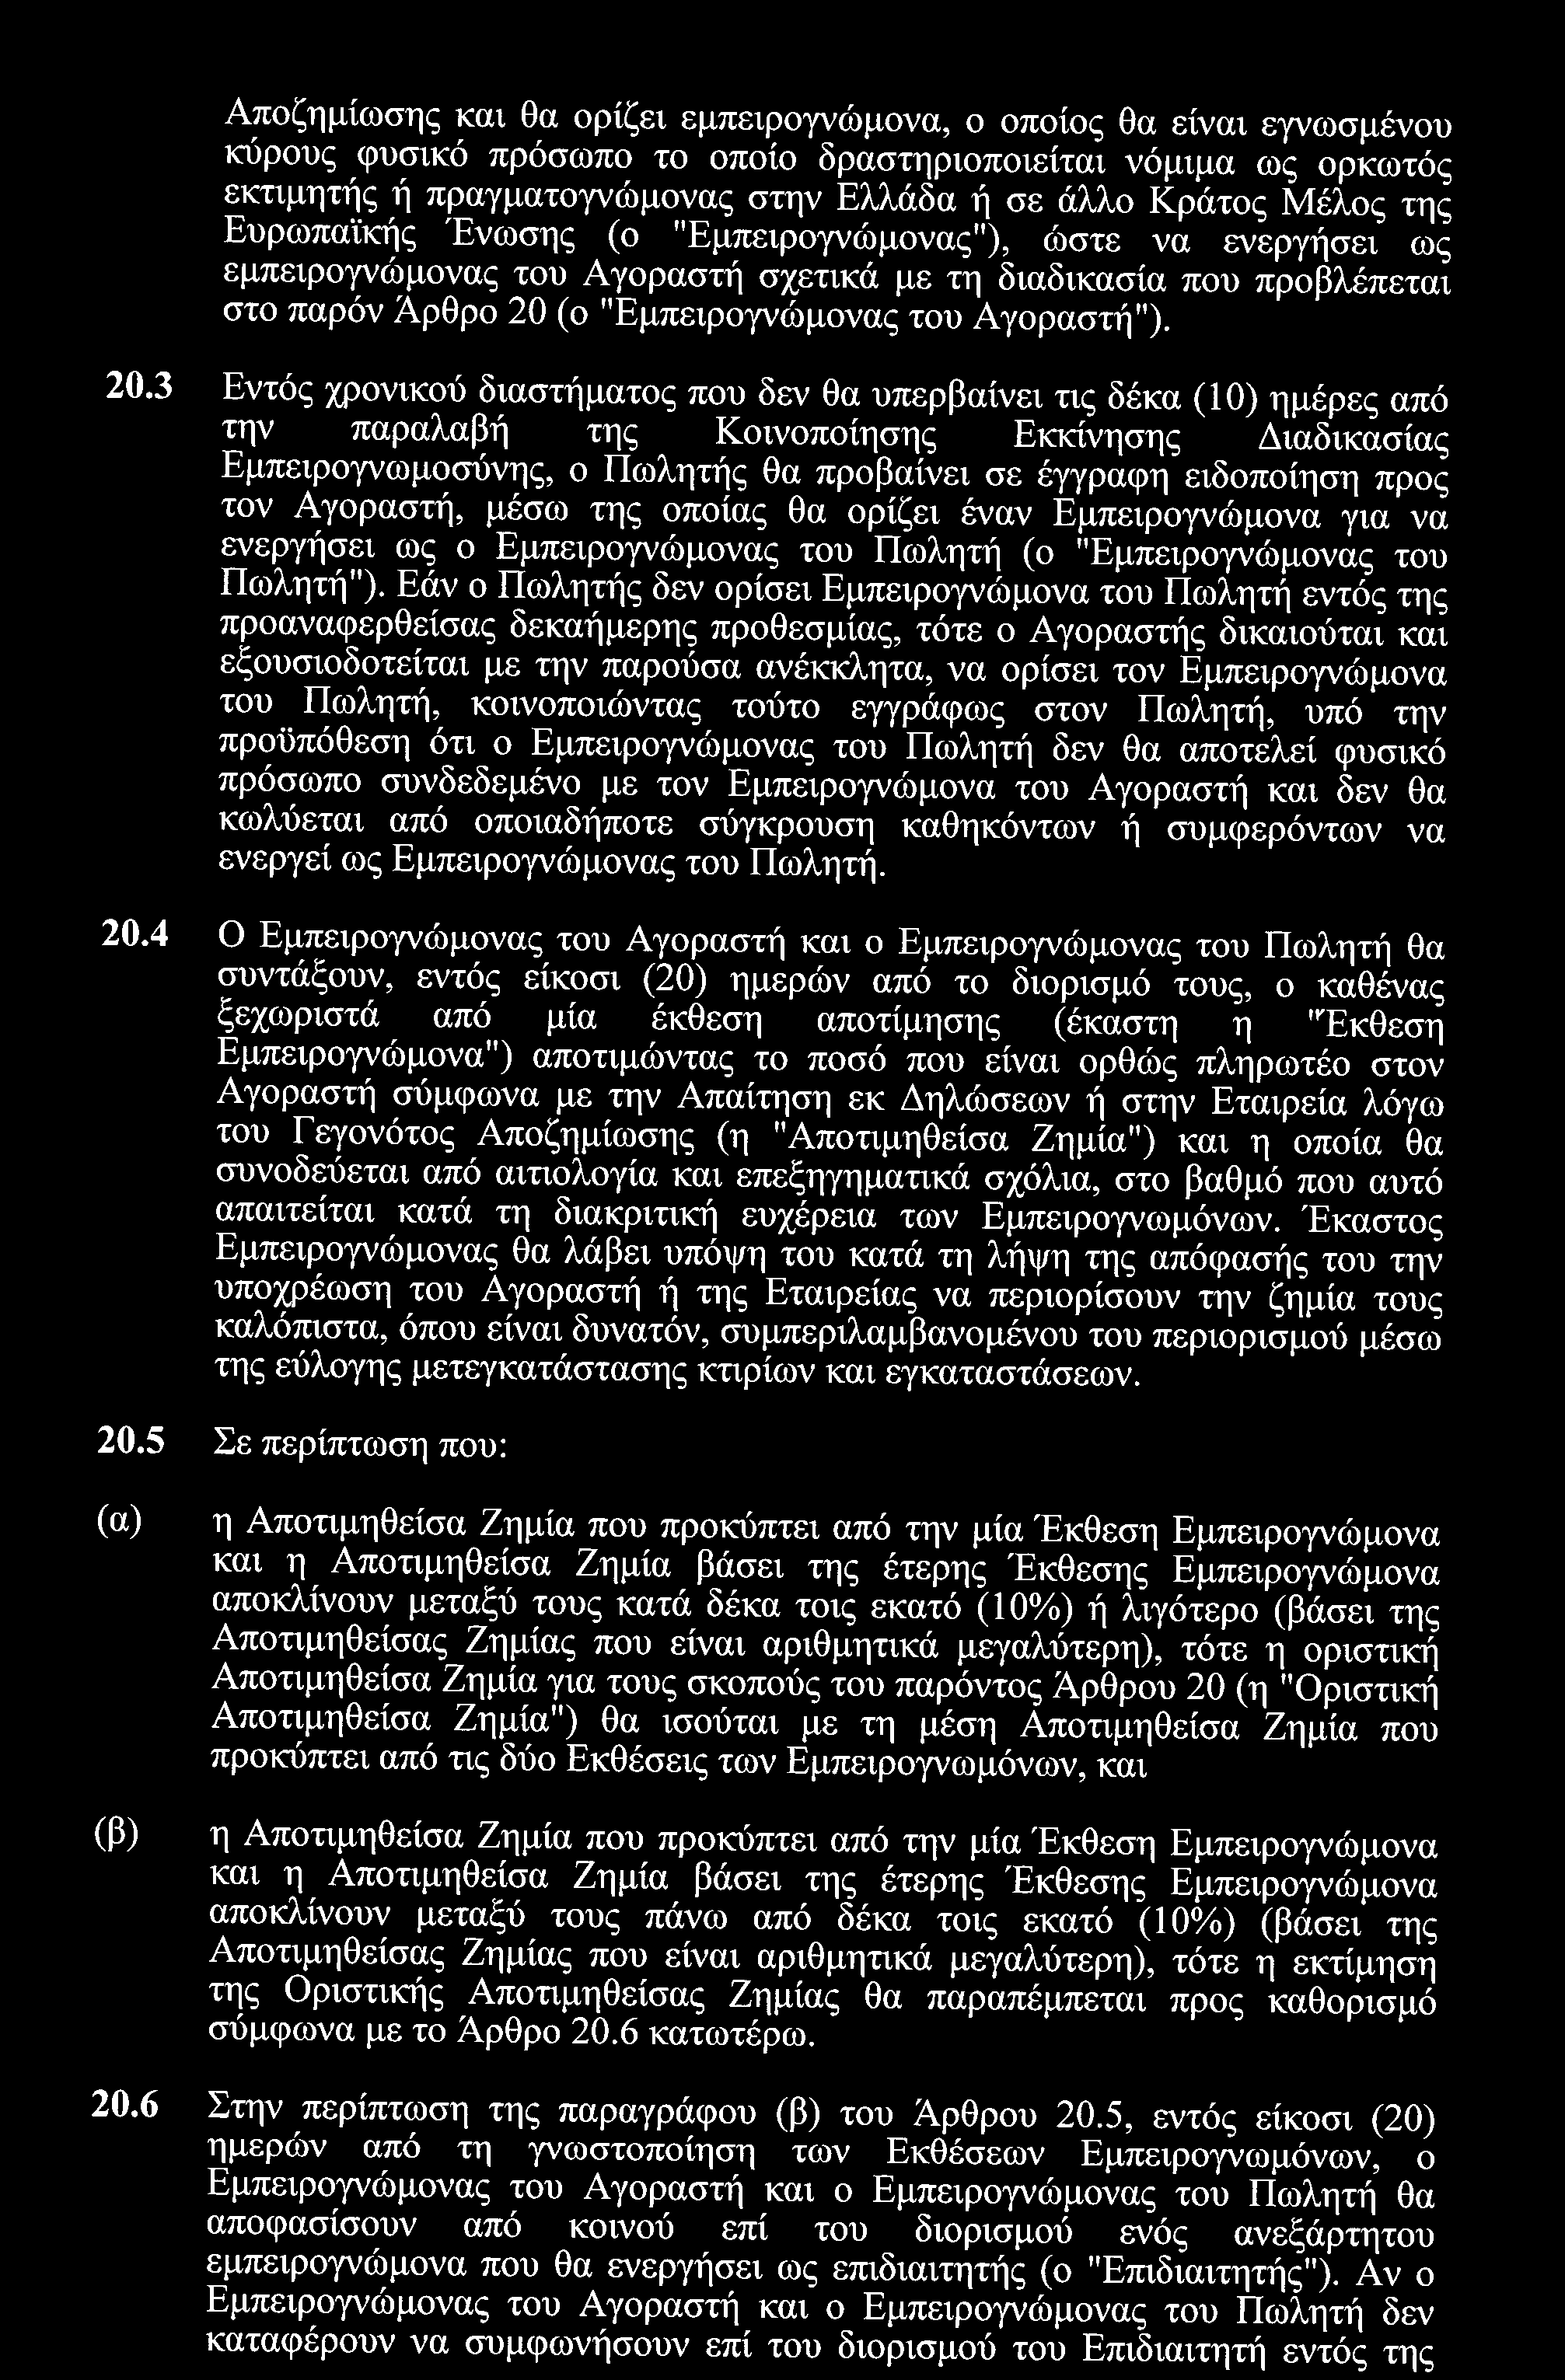 Αποζημίωσης και θα ορίζει εμπειρογνώμονα, ο οποίος θα είναι εγνωσμένου
κύρους φυσικό πρόσωπο το οποίο δραστηριοποιείται νόμιμα ως ορκωτός
εκτιμητής ή πραγματογνώμονας στην Ελλάδα ή σε άλλο Κράτος Μέλος της
Ευρωπαϊκής Ένωσης (ο "Εμπειρογνώμονας"), ώστε να ενεργήσει ως
εμπειρογνώμονας του Αγοραστή σχετικά με τη διαδικασία που προβλέπεται
στο παρόν Άρθρο 20 (ο "Εμπειρογνώμονας του Αγοραστή").
20.3 Εντός χρονικού διαστήματος που δεν θα υπερβαίνει τις δέκα (10) ημέρες από
την παραλαβή της Κοινοποίησης Εκκίνησης Διαδικασίας
Εμπειρογνωμοσύνης, ο Πωλητής θα προβαίνει σε έγγραφη ειδοποίηση προς
τον Αγοραστή, μέσω της οποίας θα ορίζει έναν Εμπειρογνώμονα για να
ενεργήσει ως ο Εμπειρογνώμονας του Πωλητή (ο "Εμπειρογνώμονας του
Πωλητή"). Εάν ο Πωλητής δεν ορίσει Εμπειρογνώμονα του Πωλητή εντός της
προαναφερθείσας δεκαήμερης προθεσμίας, τότε ο Αγοραστής δικαιούται και
εξουσιοδοτείται με την παρούσα ανέκκλητα, να ορίσει τον Εμπειρογνώμονα
του Πωλητή, κοινοποιώντας τούτο εγγράφως στον Πωλητή, υπό την
προϋπόθεση ότι ο Εμπειρογνώμονας του Πωλητή δεν θα αποτελεί φυσικό
πρόσωπο συνδεδεμένο με τον Εμπειρογνώμονα του Αγοραστή και δεν θα
κωλύεται από οποιαδήποτε σύγκρουση καθηκόντων ή συμφερόντων να
ενεργεί ως Εμπειρογνώμονας του Πωλητή.
20.4 Ο Εμπειρογνώμονας του Αγοραστή και ο Εμπειρογνώμονας του Πωλητή θα
συντάξουν, εντός είκοσι (20) ημερών από το διορισμό τους, ο καθένας
ξεχωριστά από μία έκθεση αποτίμησης (έκαστη η "Έκθεση
Εμπειρογνώμονα") αποτιμώντας το ποσό που είναι ορθώς πληρωτέο στον
Αγοραστή σύμφωνα με την Απαίτηση εκ Δηλώσεων ή στην Εταιρεία λόγω
του Γεγονότος Αποζημίωσης (η "Αποτιμηθείσα Ζημία") και η οποία θα
συνοδεύεται από αιτιολογία και επεξηγηματικά σχόλια, στο βαθμό που αυτό
απαιτείται κατά τη διακριτική ευχέρεια των Εμπειρογνωμόνων. Έκαστος
Εμπειρογνώμονας θα λάβει υπόψη του κατά τη λήψη της απόφασής του την
υποχρέωση του Αγοραστή ή της Εταιρείας να περιορίσουν την ζημία τους
καλόπιστα, όπου είναι δυνατόν, συμπεριλαμβανομένου του περιορισμού μέσω
της εύλογης μετεγκατάστασης κτιρίων και εγκαταστάσεων.
20.5 Σε περίπτωση που:
(α) η Αποτιμηθείσα Ζημία που προκύπτει από την μία Έκθεση Εμπειρογνώμονα
και η Αποτιμηθείσα Ζημία βάσει της έτερης Έκθεσης Εμπειρογνώμονα
αποκλίνουν μεταξύ τους κατά δέκα τοις εκατό (10%) ή λιγότερο (βάσει της
Αποτιμηθείσας Ζημίας που είναι αριθμητικά μεγαλύτερη), τότε η οριστική
Αποτιμηθείσα Ζημία για τους σκοπούς του παρόντος Άρθρου 20 (η "Οριστική
Αποτιμηθείσα Ζημία") θα ισούται με τη μέση Αποτιμηθείσα Ζημία που
προκύπτει από τις δύο Εκθέσεις των Εμπειρογνωμόνων, και
(β) η Αποτιμηθείσα Ζημία που προκύπτει από την μία Έκθεση Εμπειρογνώμονα
και η Αποτιμηθείσα Ζημία βάσει της έτερης Έκθεσης Εμπειρογνώμονα
αποκλίνουν μεταξύ τους πάνω από δέκα τοις εκατό (10%) (βάσει της
Αποτιμηθείσας Ζημίας που είναι αριθμητικά μεγαλύτερη), τότε η εκτίμηση
της Οριστικής Αποτιμηθείσας Ζημίας θα παραπέμπεται προς καθορισμό
σύμφωνα με το Άρθρο 20.6 κατωτέρω.
20.6 Στην περίπτωση της παραγράφου (β) του Άρθρου 20.5, εντός είκοσι (20)
ημερών από τη γνωστοποίηση των Εκθέσεων Εμπειρογνωμόνων, ο
Εμπειρογνώμονας του Αγοραστή και ο Εμπειρογνώμονας του Πωλητή θα
αποφασίσουν από κοινού επί του διορισμού ενός ανεξάρτητου
εμπειρογνώμονα που θα ενεργήσει ως επιδιαιτητής (ο "Επιδιαιτητής"). Αν ο
Εμπειρογνώμονας του Αγοραστή και ο Εμπειρογνώμονας του Πωλητή δεν
καταφέρουν να συμφωνήσουν επί του διορισμού του Επιδιαιτητή εντός της